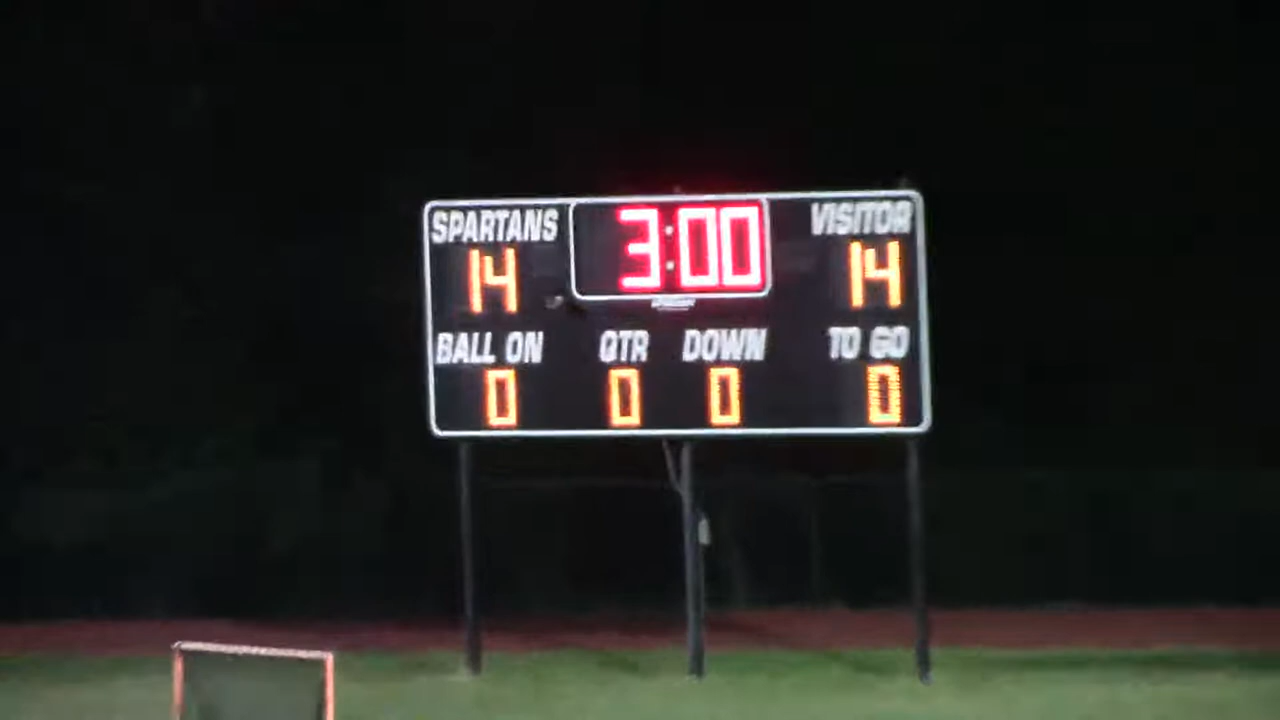 SPARTANS 3:00 VISITOR
14 14
BALL ON QTR DOWN TO GO
0 0 0 0